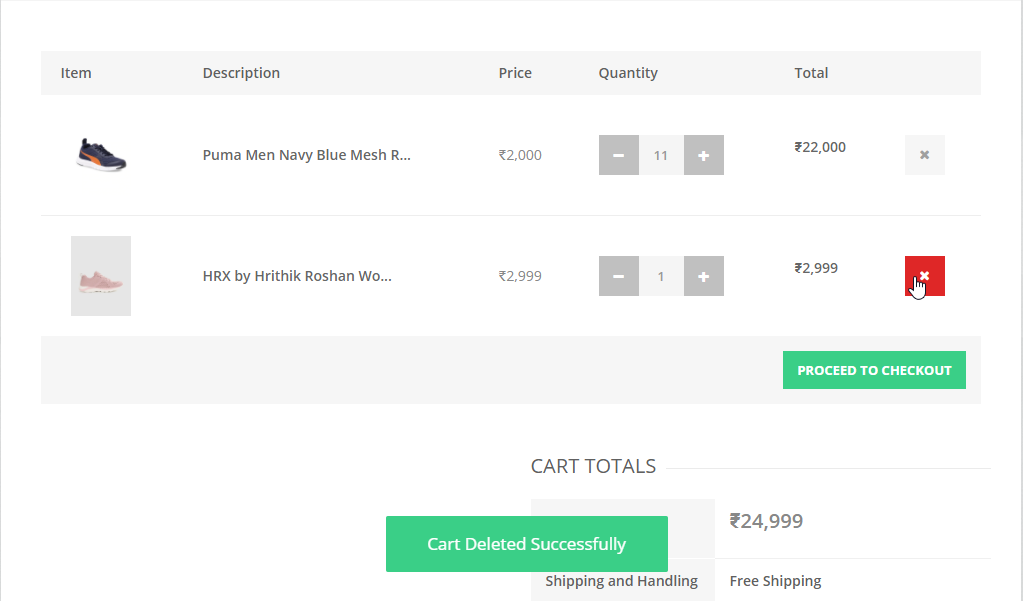 Item Description Price Quantity Total
Puma Men Navy Blue Mesh R... ₹2,000 − 11 + ₹22,000 ×
HRX by Hrithik Roshan Wo... ₹2,999 − 1 + ₹2,999 ×
PROCEED TO CHECKOUT
CART TOTALS
₹24,999
Cart Deleted Successfully
Shipping and Handling Free Shipping